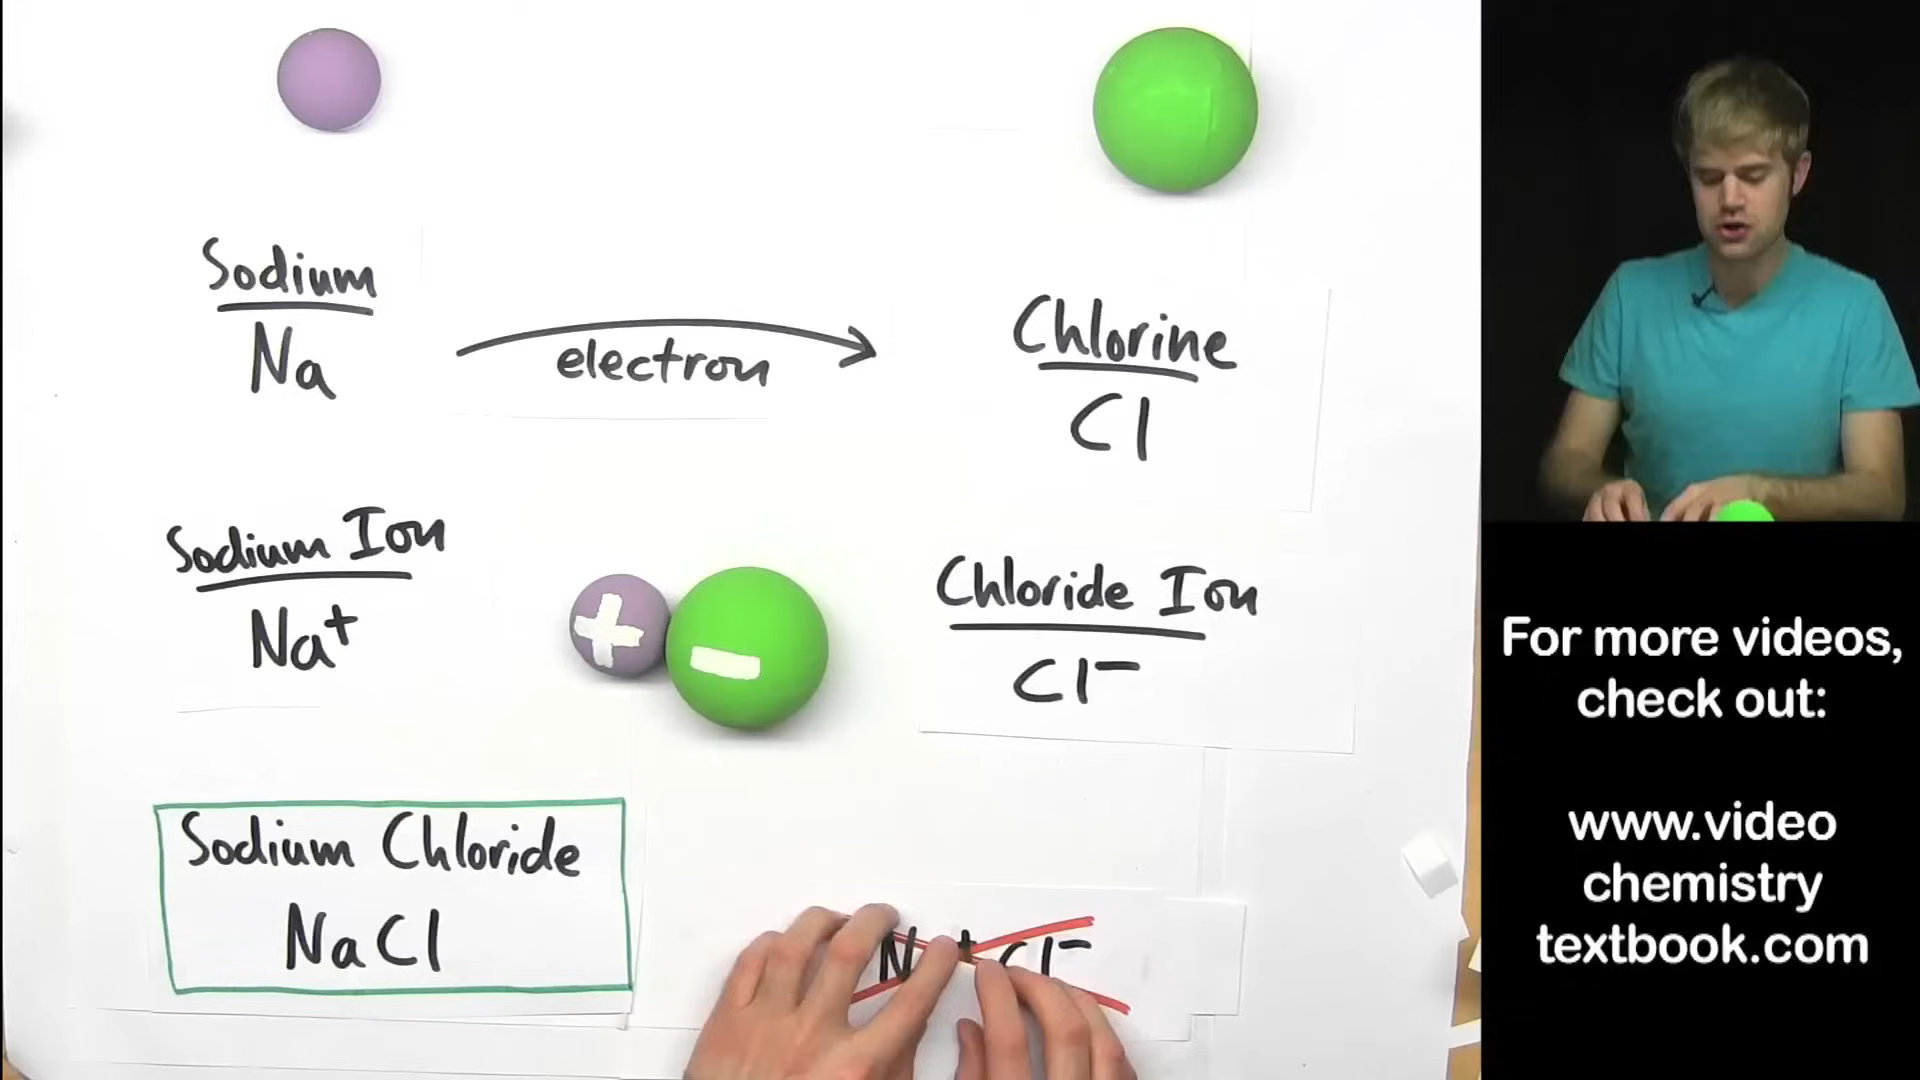 Sodium
Na
electron
Chlorine
Cl
Sodium Ion
Na⁺
Chloride Ion
Cl⁻
Sodium Chloride
NaCl
Cl⁻
For more videos,
check out:
www.video
chemistry
textbook.com